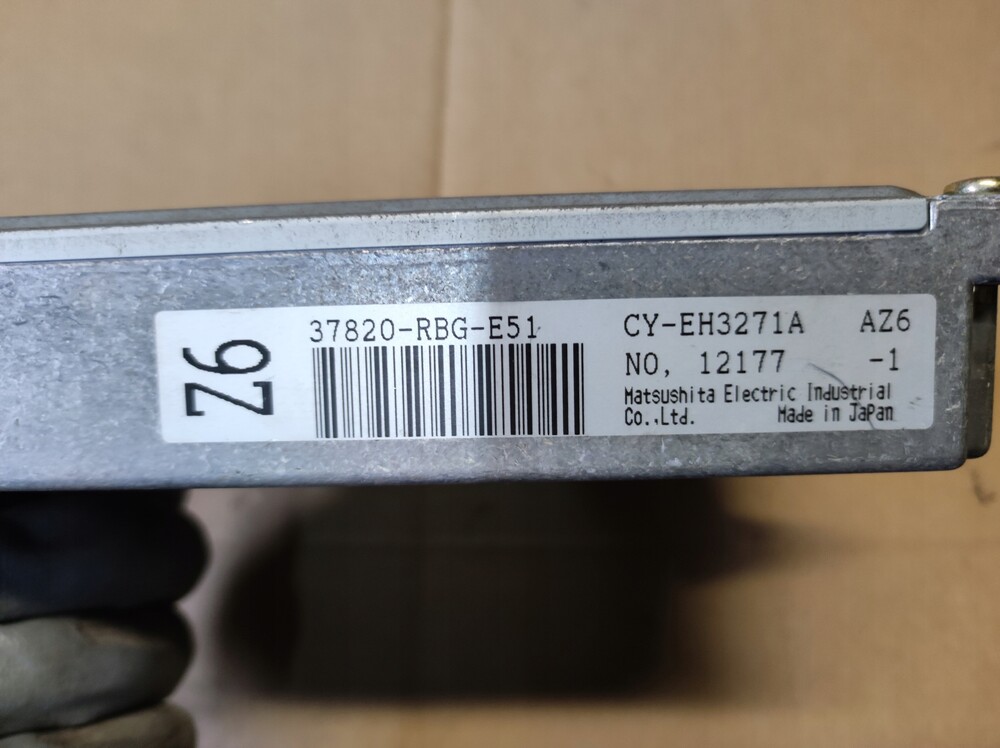 Z6
37820-RBG-E51
CY-EH3271A AZ6
NO, 12177 -1
Matsushita Electric Industrial
Co.,Ltd. Made in JaPan